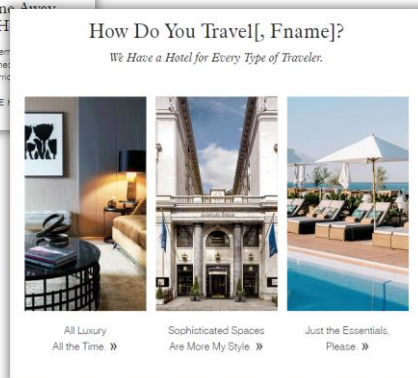 How Do You Travel[, Fname]?
We Have a Hotel for Every Type of Traveler.
All Luxury
All the Time. »
Sophisticated Spaces
Are More My Style. »
Just the Essentials,
Please. »